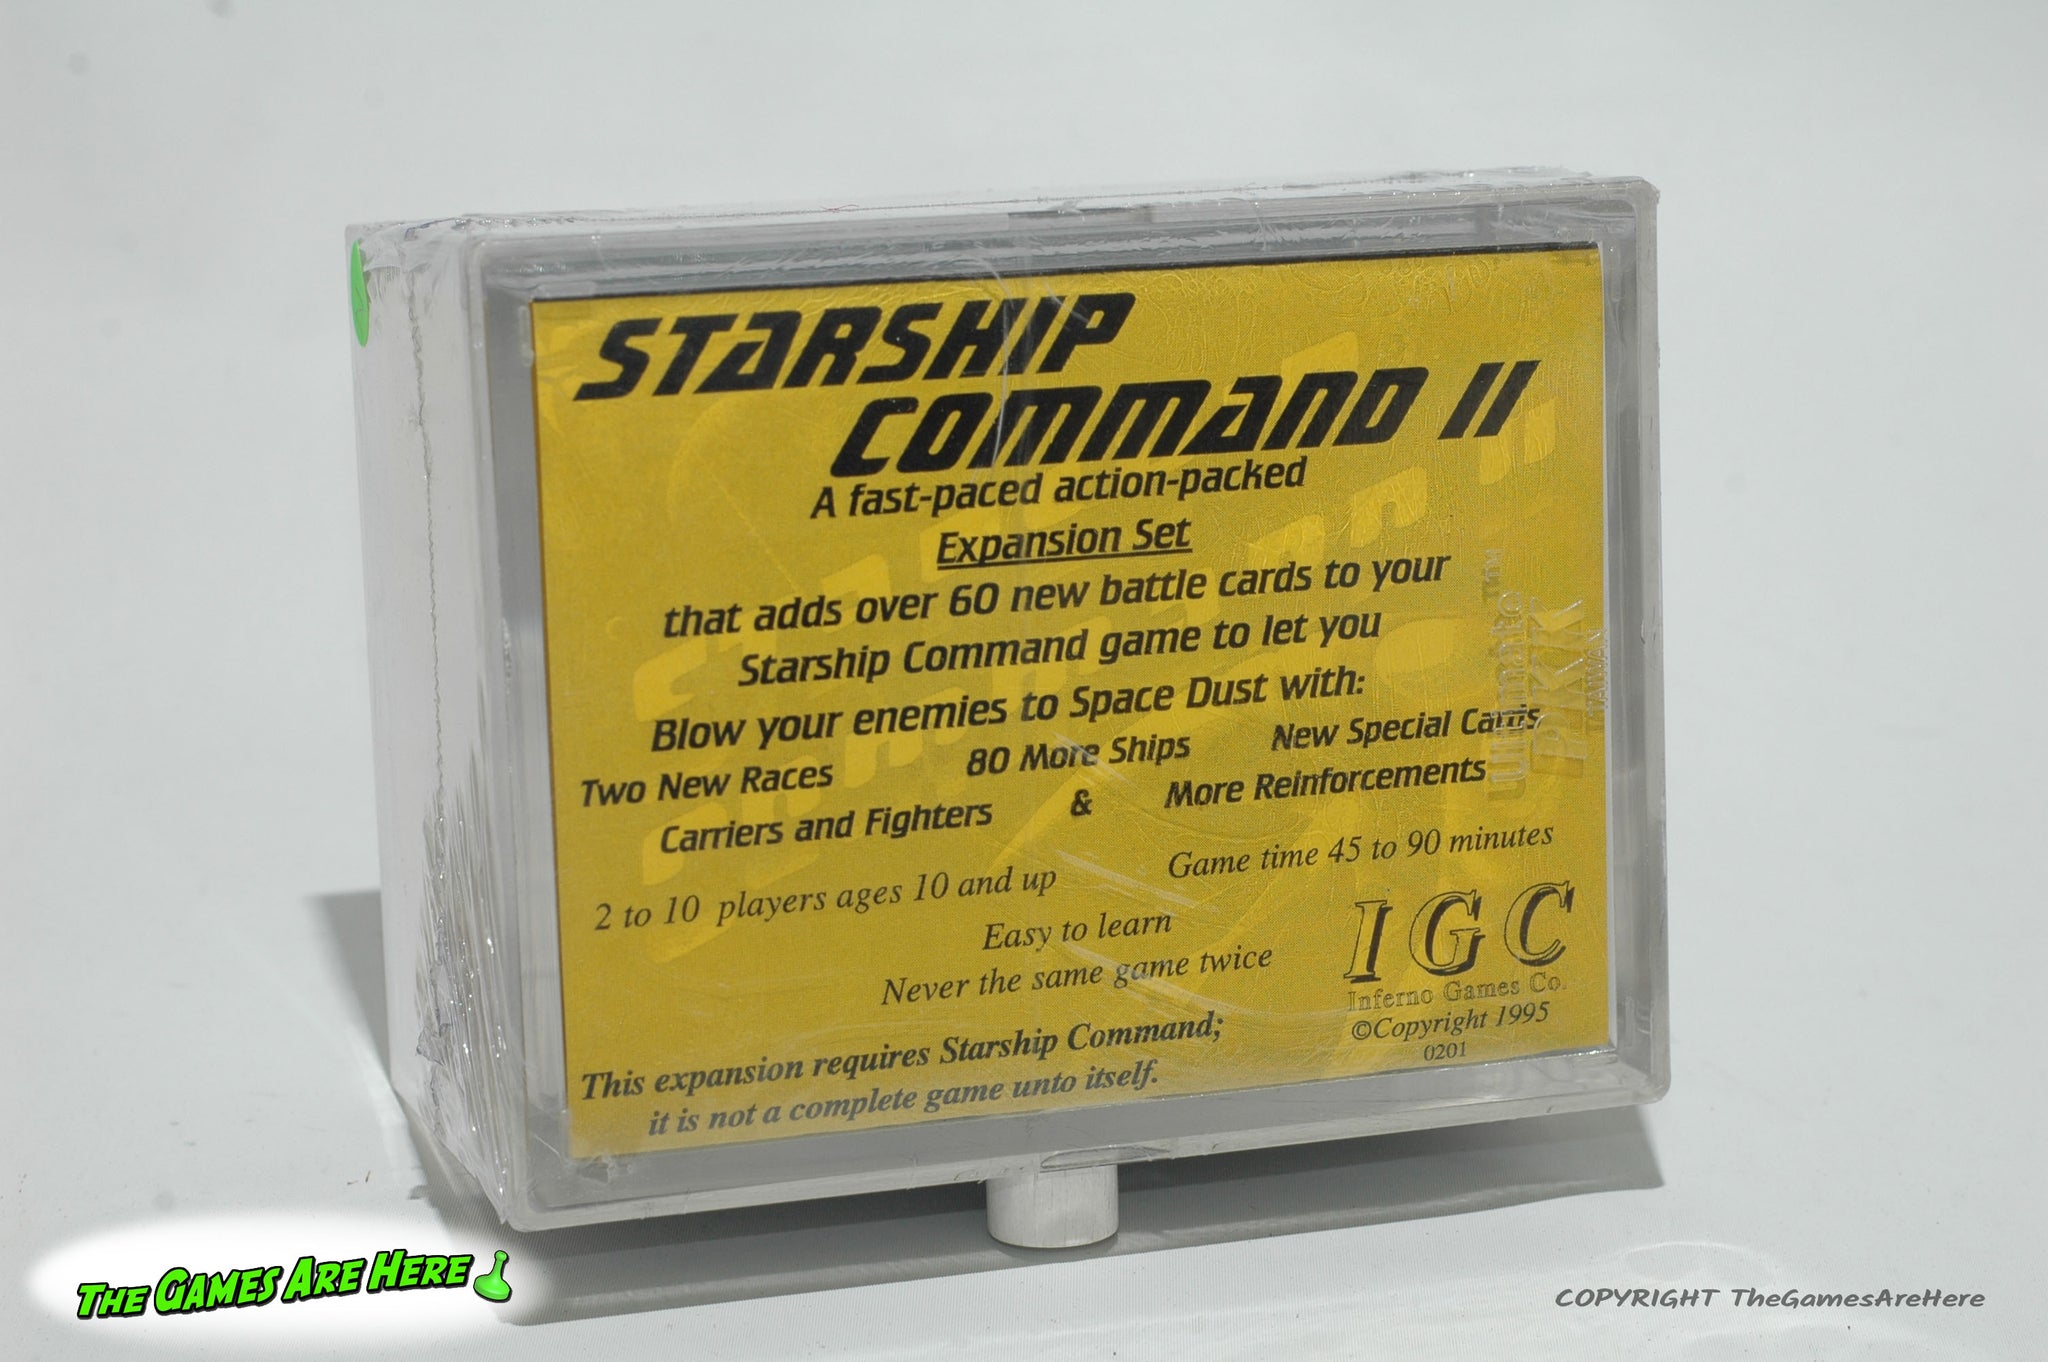 STARSHIP
COMMAND II
A fast-paced action-packed
Expansion Set
that adds over 60 new battle cards to your
Starship Command game to let you
Blow your enemies to Space Dust with:
Two New Races 80 More Ships New Special Cards
Carriers and Fighters & More Reinforcements
2 to 10 players ages 10 and up Game time 45 to 90 minutes
Easy to learn
Never the same game twice
This expansion requires Starship Command;
it is not a complete game unto itself.
IGC
Inferno Games Co.
©Copyright 1995
0201
TAIWAN
THE GAMES ARE HERE
COPYRIGHT TheGamesAreHere